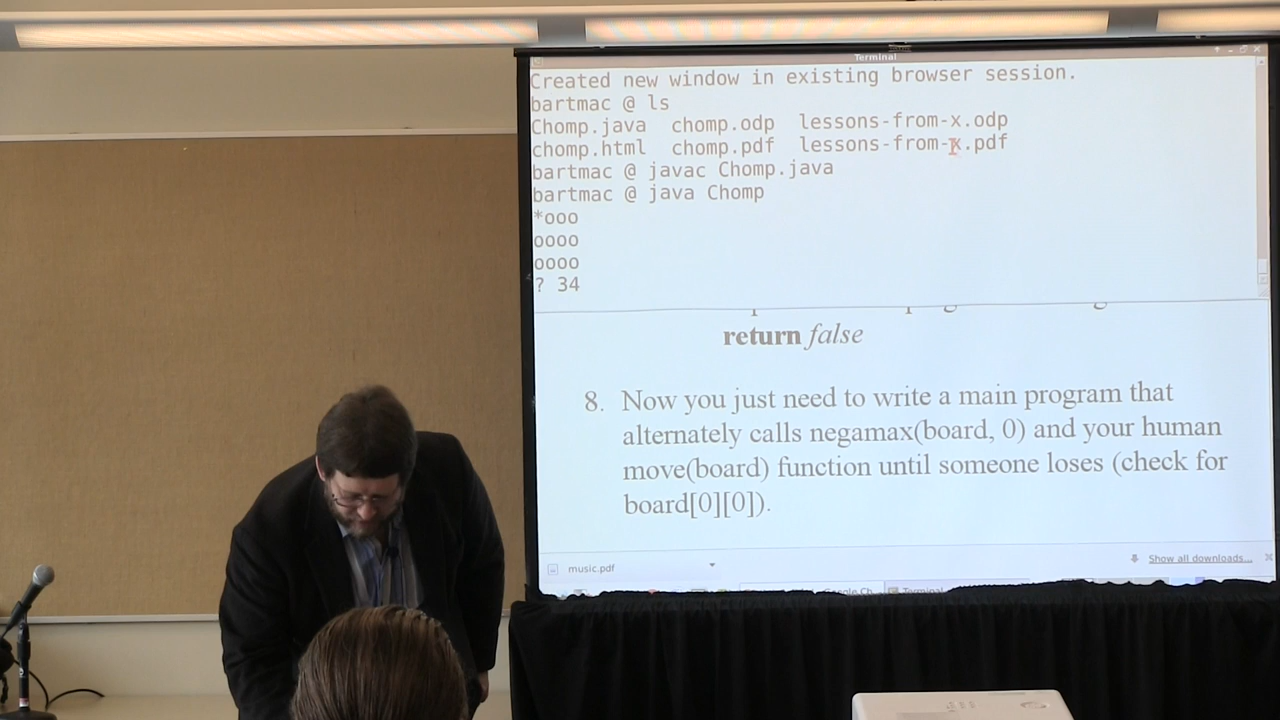 Terminal
Created new window in existing browser session.
bartmac @ ls
Chomp.java chomp.odp lessons-from-x.odp
chomp.html chomp.pdf lessons-from-x.pdf
bartmac @ javac Chomp.java
bartmac @ java Chomp
*ooo
oooo
oooo
? 34
return false
8. Now you just need to write a main program that
alternately calls negamax(board, 0) and your human
move(board) function until someone loses (check for
board[0][0]).
music.pdf
Show all downloads...